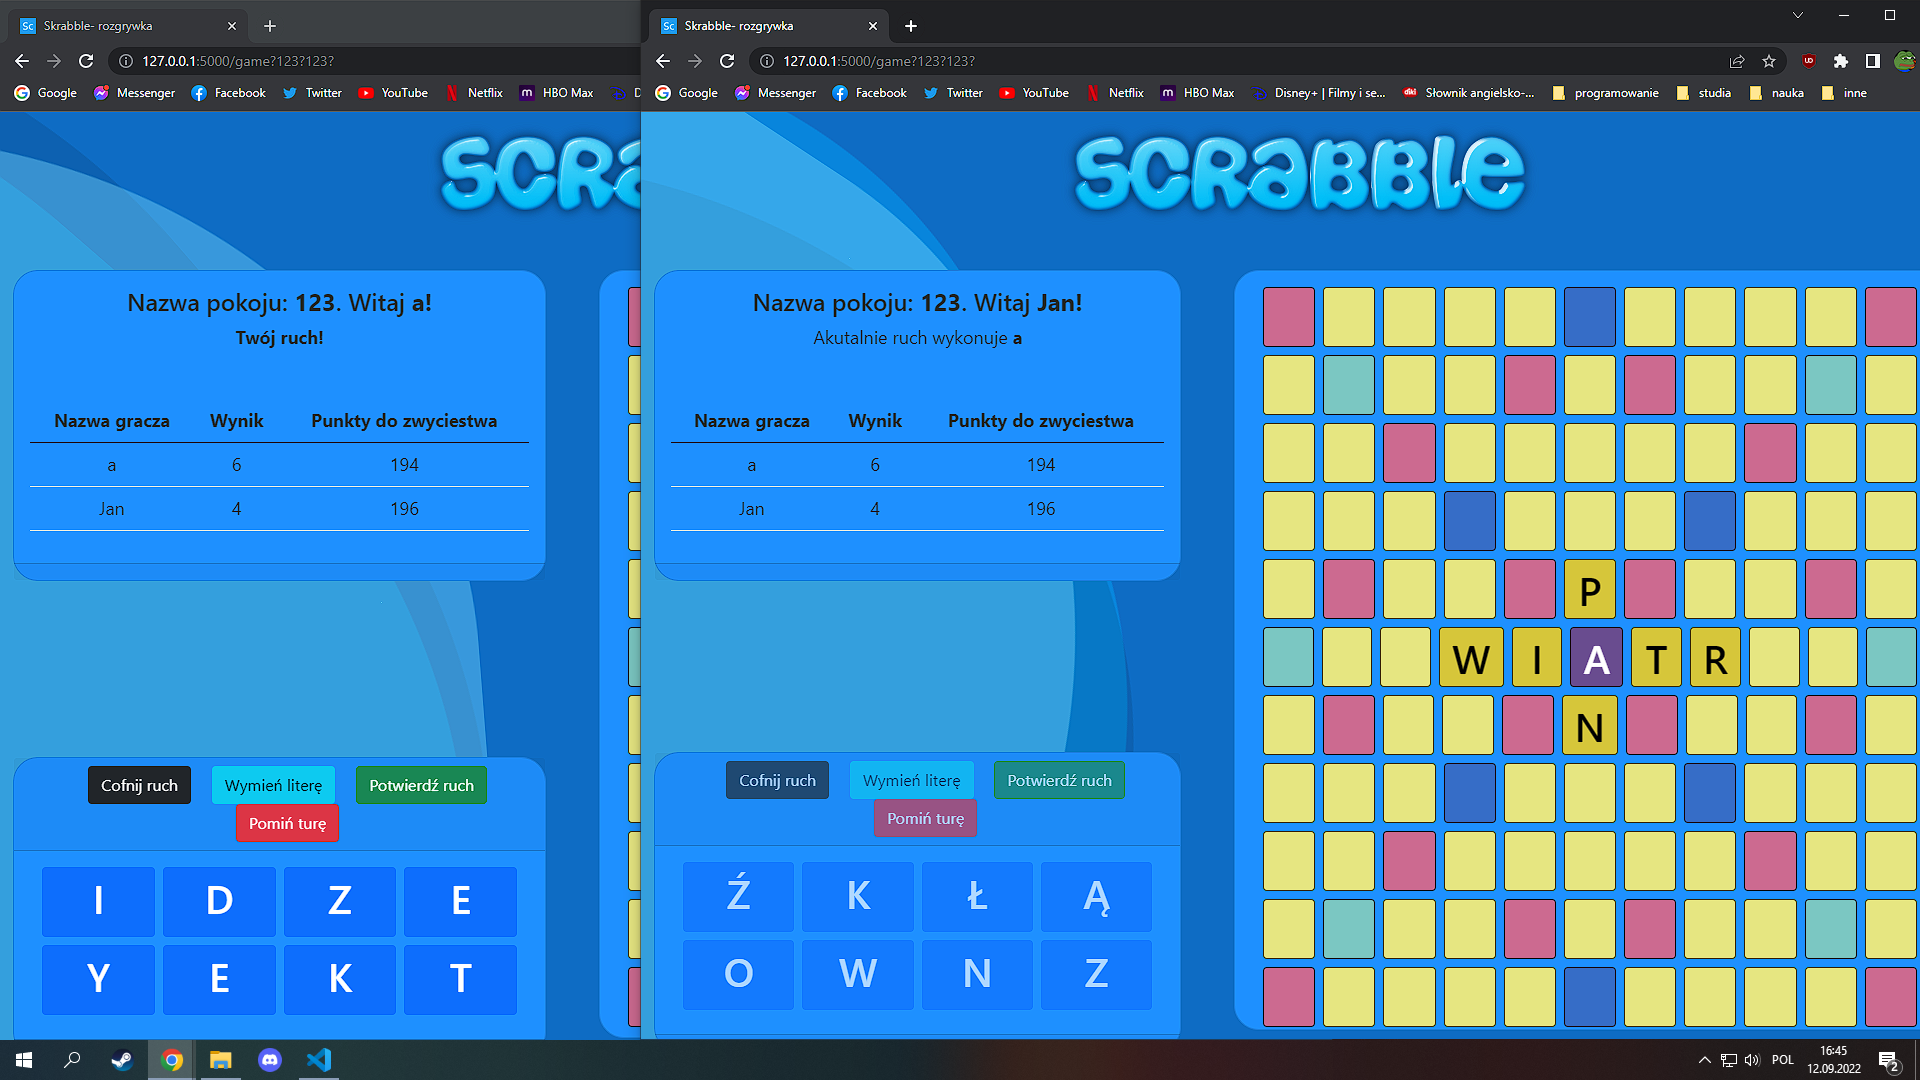 Skrabble- rozgrywka
127.0.0.1:5000/game?123?123?
Google Messenger Facebook Twitter YouTube Netflix HBO Max D
SCRA
Nazwa pokoju: 123. Witaj a!
Twój ruch!
Nazwa gracza Wynik Punkty do zwyciestwa
a 6 194
Jan 4 196
Cofnij ruch Wymień literę Potwierdź ruch
Pomiń turę
I D Z E
Y E K T
Skrabble- rozgrywka
127.0.0.1:5000/game?123?123?
Google Messenger Facebook Twitter YouTube Netflix HBO Max Disney+ | Filmy i se... Słownik angielsko-... programowanie studia nauka inne
SCRABBLE
Nazwa pokoju: 123. Witaj Jan!
Akutalnie ruch wykonuje a
Nazwa gracza Wynik Punkty do zwyciestwa
a 6 194
Jan 4 196
Cofnij ruch Wymień literę Potwierdź ruch
Pomiń turę
Ź K Ł Ą
O W N Z
P
W I A T R
N
POL
16:45
12.09.2022
2